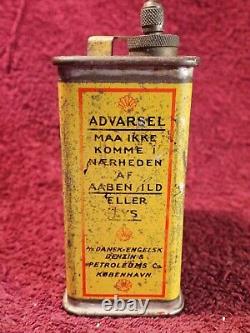 ADVARSEL
MAA IKKE
KOMME I
NÆRHEDEN
AF
AABEN ILD
ELLER
LYS
A/S DANSK-ENGELSK
BENZIN &
PETROLEUMS Co.
KØBENHAVN.